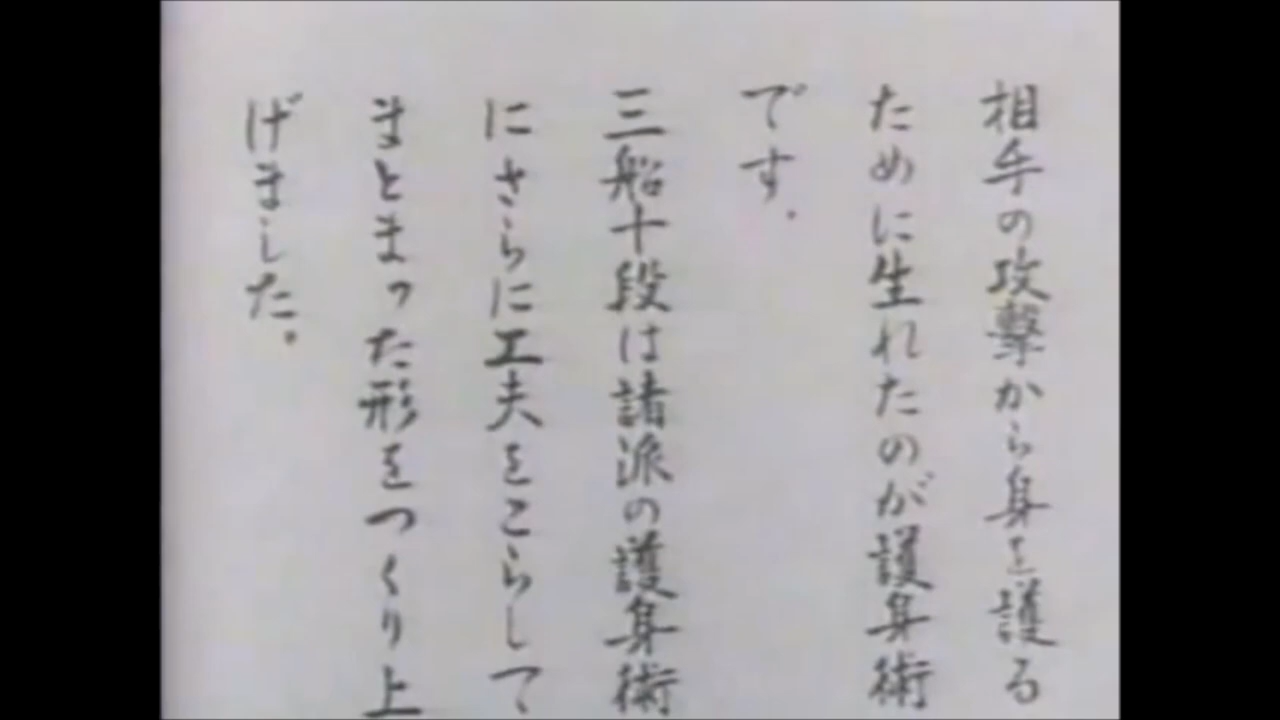 相手の攻撃から身を護る
ために生れたのが護身術
です.
三船十段は諸派の護身術
にさらに工夫をこらして
まとまった形をつくり上
げました。